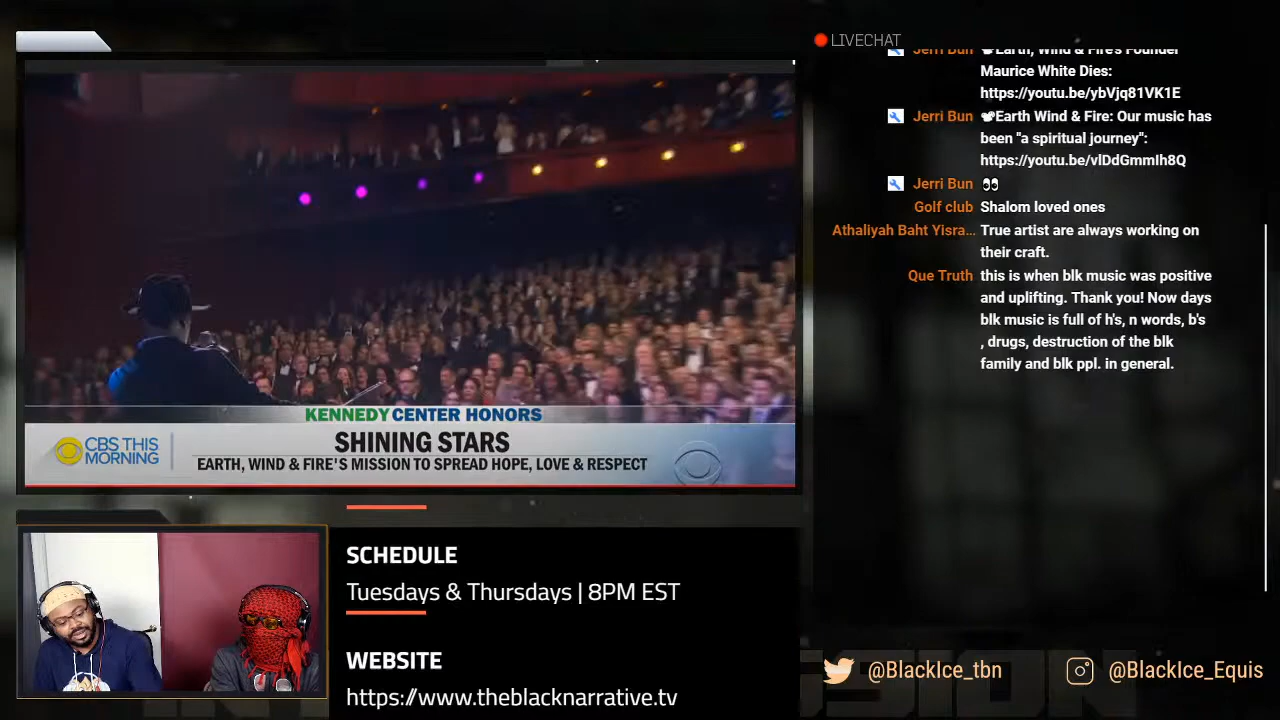 LIVECHAT
Jerri Bun Earth, Wind & Fire's Founder
Maurice White Dies:
https://youtu.be/ybVjq81VK1E
Jerri Bun Earth Wind & Fire: Our music has
been "a spiritual journey":
https://youtu.be/vlDdGmmIh8Q
Jerri Bun
Golf club Shalom loved ones
Athaliyah Baht Yisra... True artist are always working on
their craft.
Que Truth this is when blk music was positive
and uplifting. Thank you! Now days
blk music is full of h's, n words, b's
, drugs, destruction of the blk
family and blk ppl. in general.
KENNEDY CENTER HONORS
CBS THIS
MORNING
SHINING STARS
EARTH, WIND & FIRE'S MISSION TO SPREAD HOPE, LOVE & RESPECT
SCHEDULE
Tuesdays & Thursdays | 8PM EST
WEBSITE
https://www.theblacknarrative.tv
@BlackIce_tbn
@BlackIce_Equis